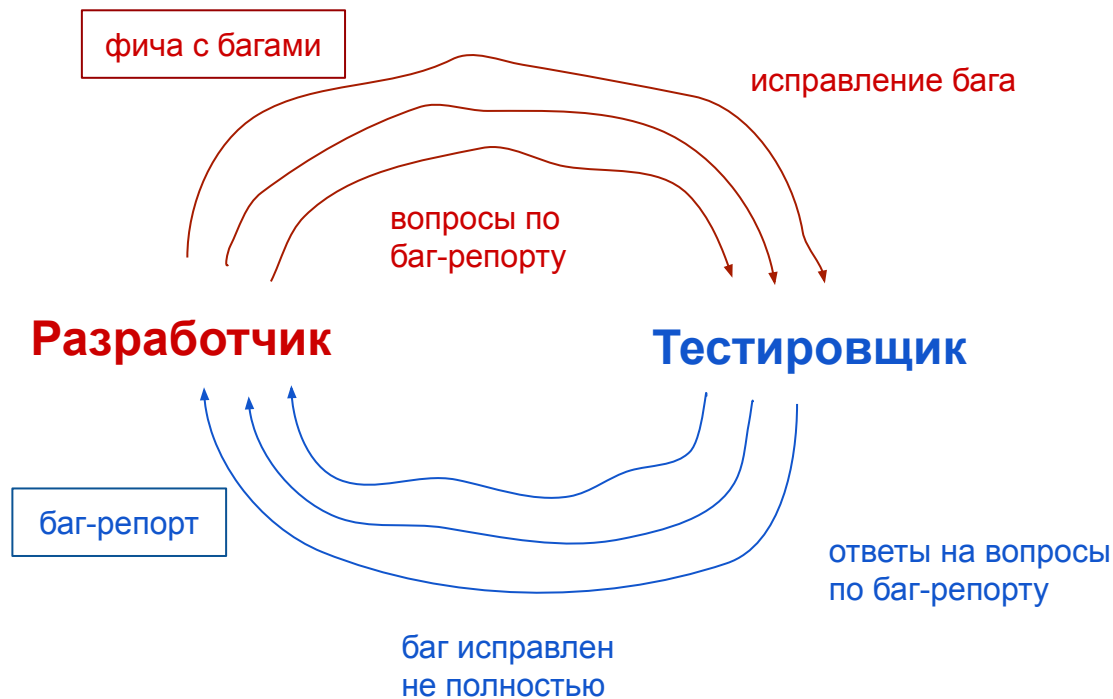 фича с багами
исправление бага
вопросы по
баг-репорту
Разработчик
Тестировщик
баг-репорт
ответы на вопросы
по баг-репорту
баг исправлен
не полностью